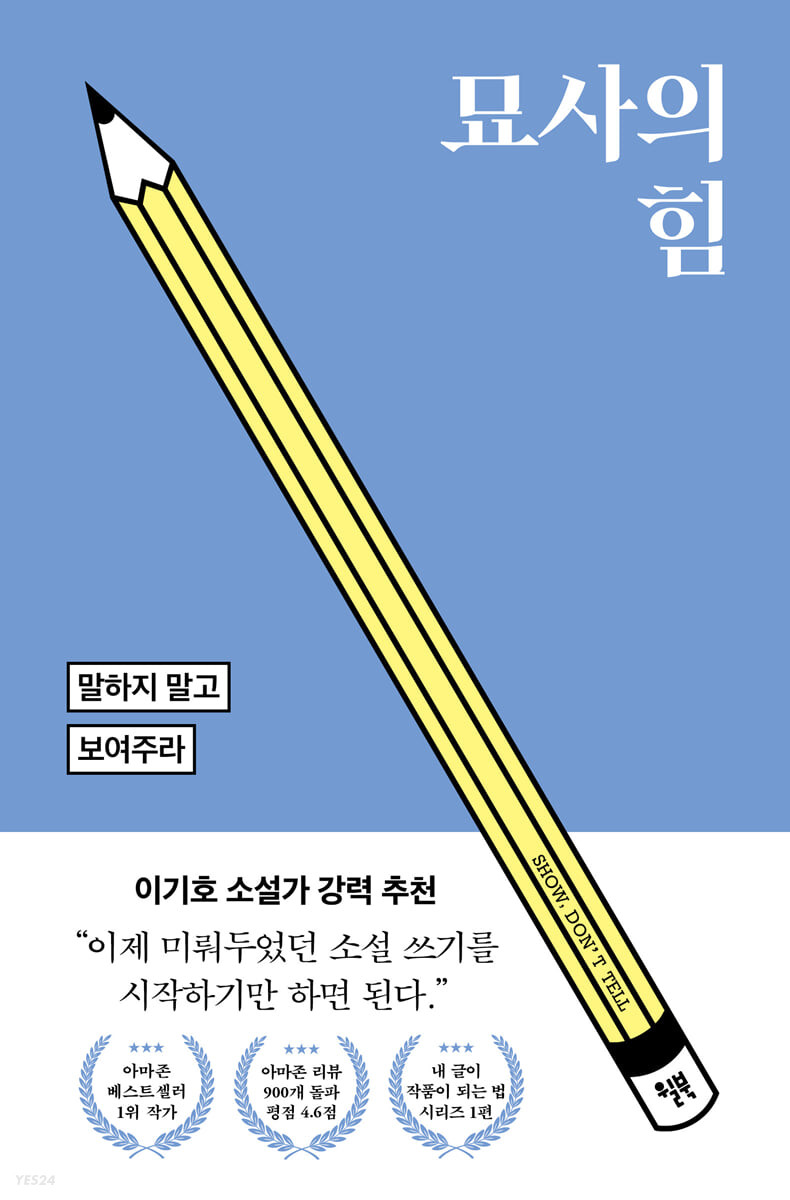 묘사의
힘
말하지 말고
보여주라
SHOW, DON'T TELL
윌북
이기호 소설가 강력 추천
“이제 미뤄두었던 소설 쓰기를
시작하기만 하면 된다.”
★★★
아마존
베스트셀러
1위 작가
★★★
아마존 리뷰
900개 돌파
평점 4.6점
★★★
내 글이
작품이 되는 법
시리즈 1편
YES24